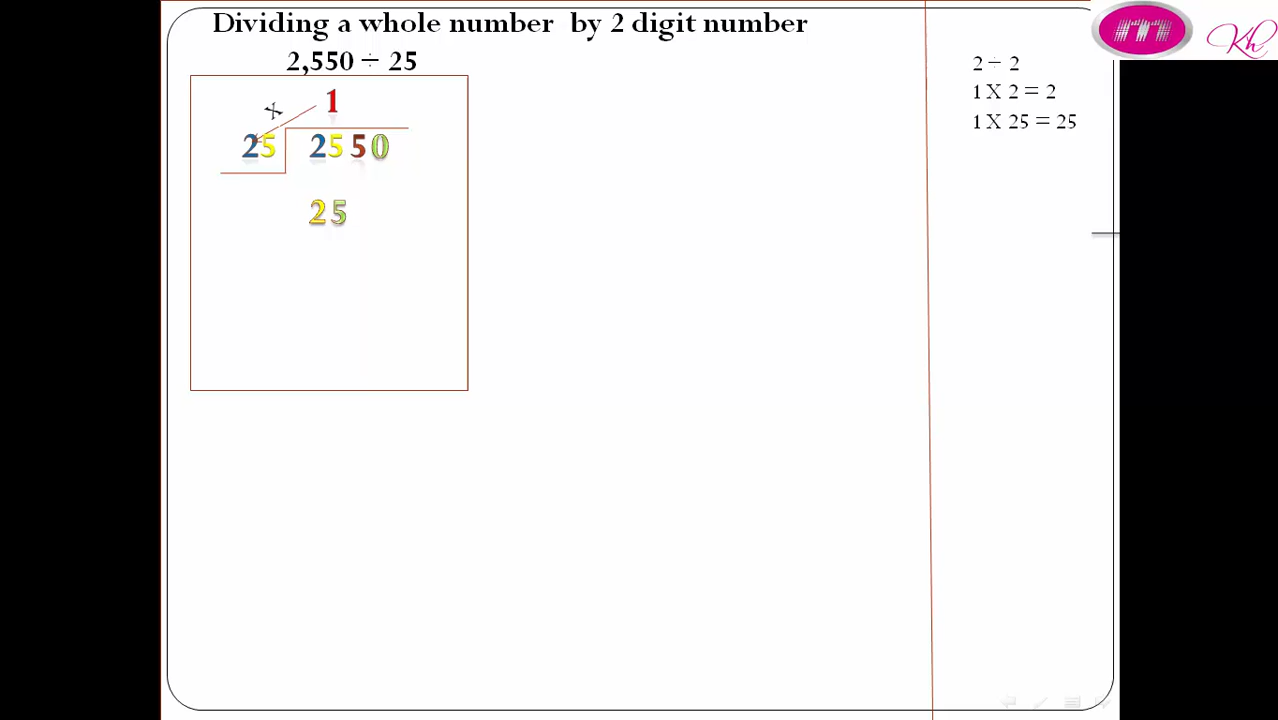 Dividing a whole number by 2 digit number
2,550 ÷ 25
X 1
25 2550
25
2 ÷ 2
1 X 2 = 2
1 X 25 = 25
m
Kh